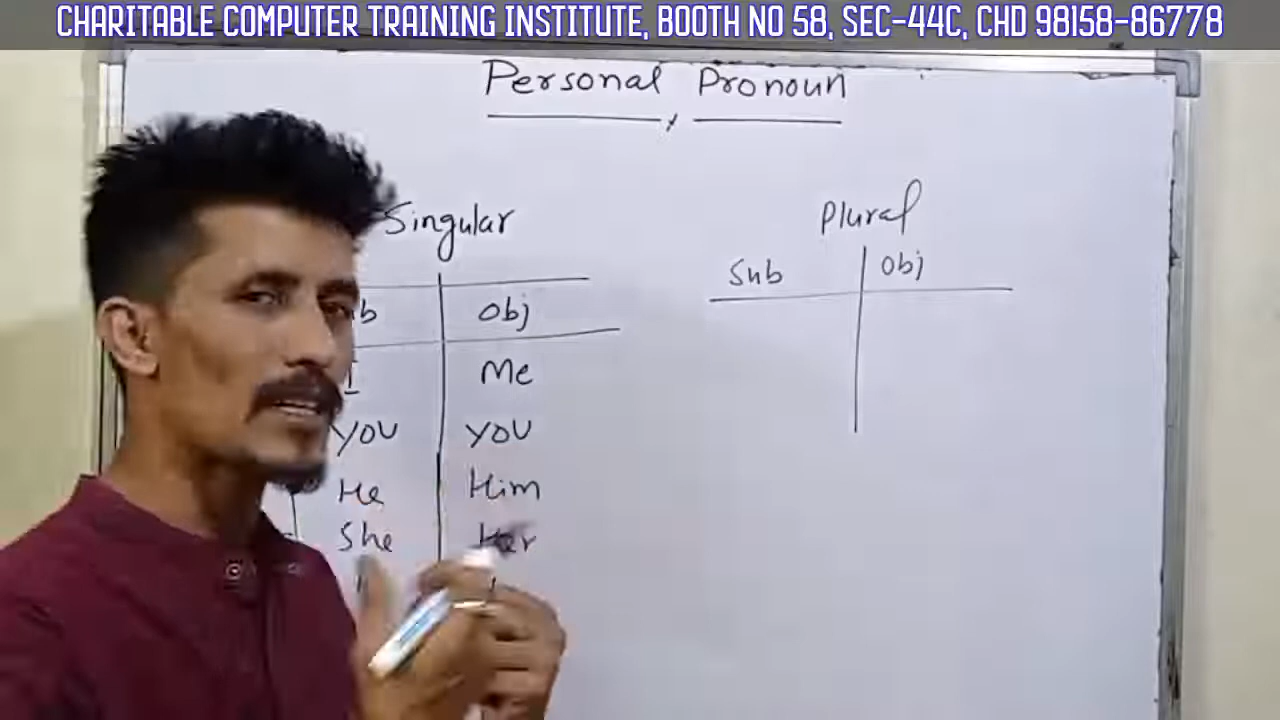 CHARITABLE COMPUTER TRAINING INSTITUTE, BOOTH NO 58, SEC-44C, CHD 98158-86778
Personal Pronoun
Singular
Plural
Obj
Sub Obj
I Me
YOU YOU
He Him
She Her